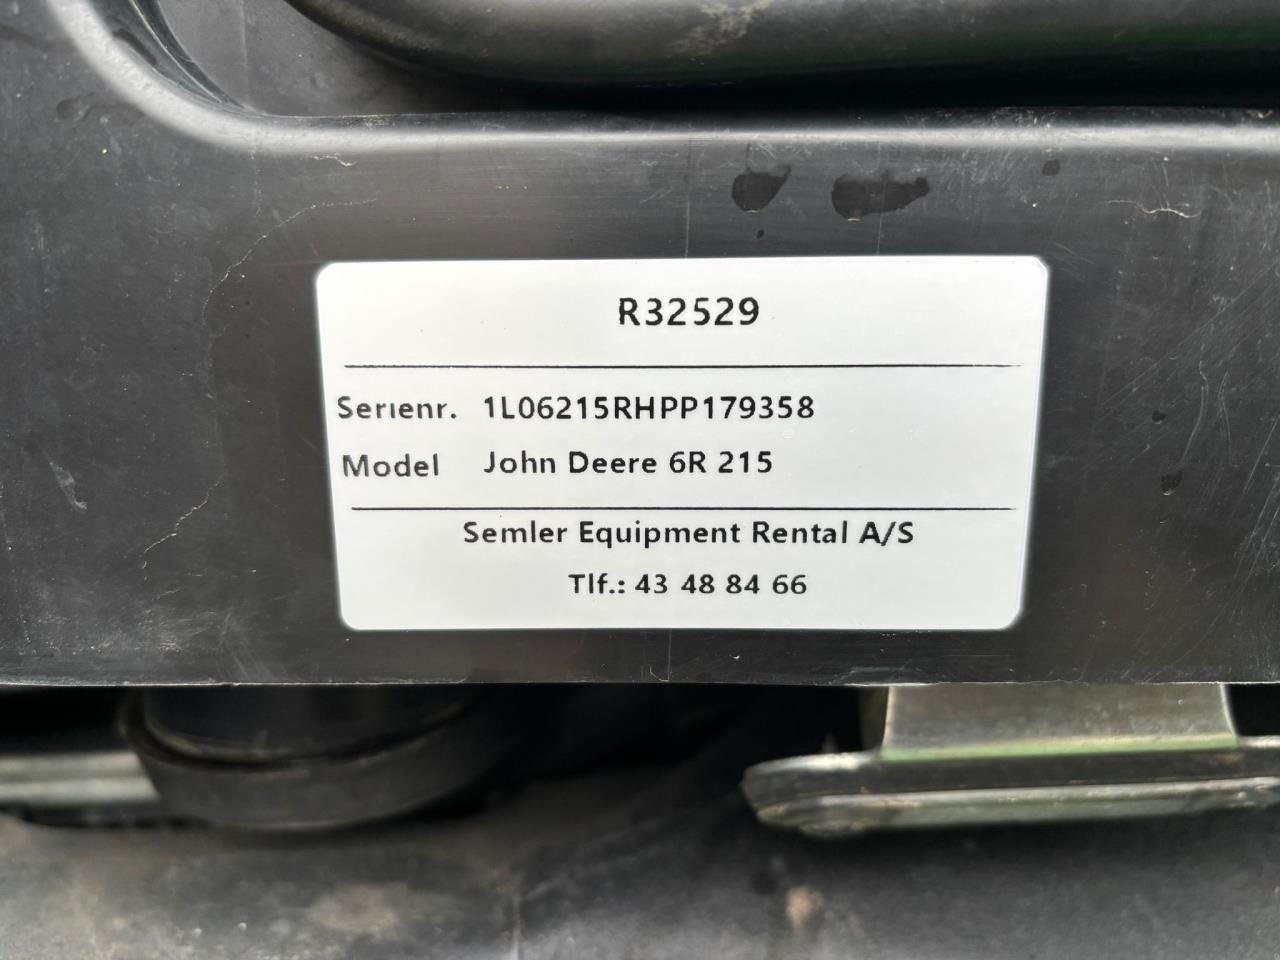 R32529
Serienr. 1L06215RHPP179358
Model John Deere 6R 215
Semler Equipment Rental A/S
Tlf.: 43 48 84 66